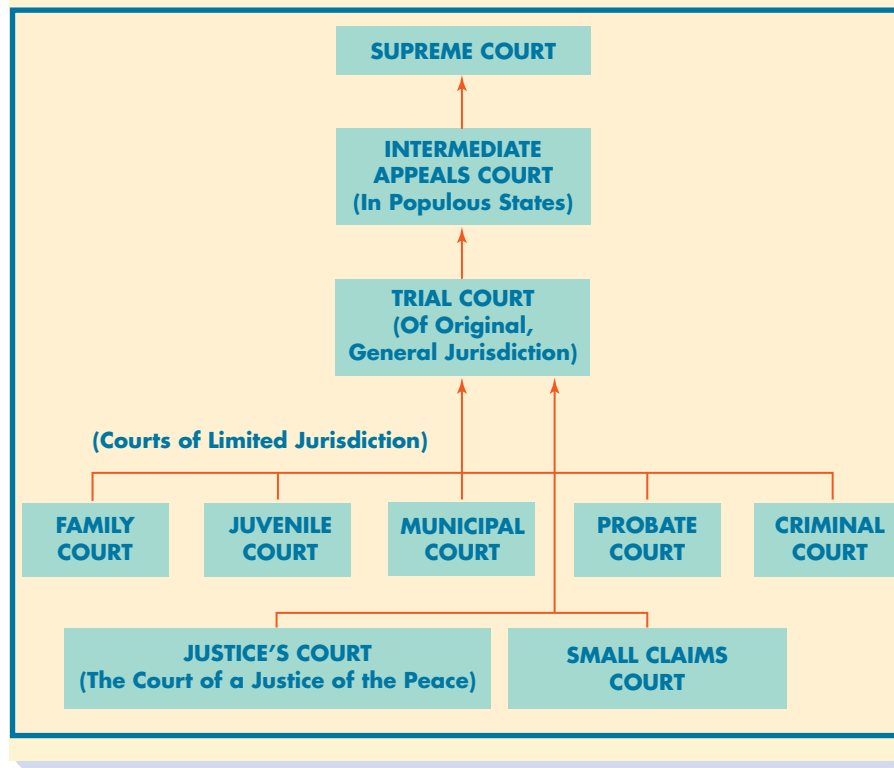 SUPREME COURT
INTERMEDIATE
APPEALS COURT
(In Populous States)
TRIAL COURT
(Of Original,
General Jurisdiction)
(Courts of Limited Jurisdiction)
FAMILY
COURT
JUVENILE
COURT
MUNICIPAL
COURT
PROBATE
COURT
CRIMINAL
COURT
JUSTICE'S COURT
(The Court of a Justice of the Peace)
SMALL CLAIMS
COURT